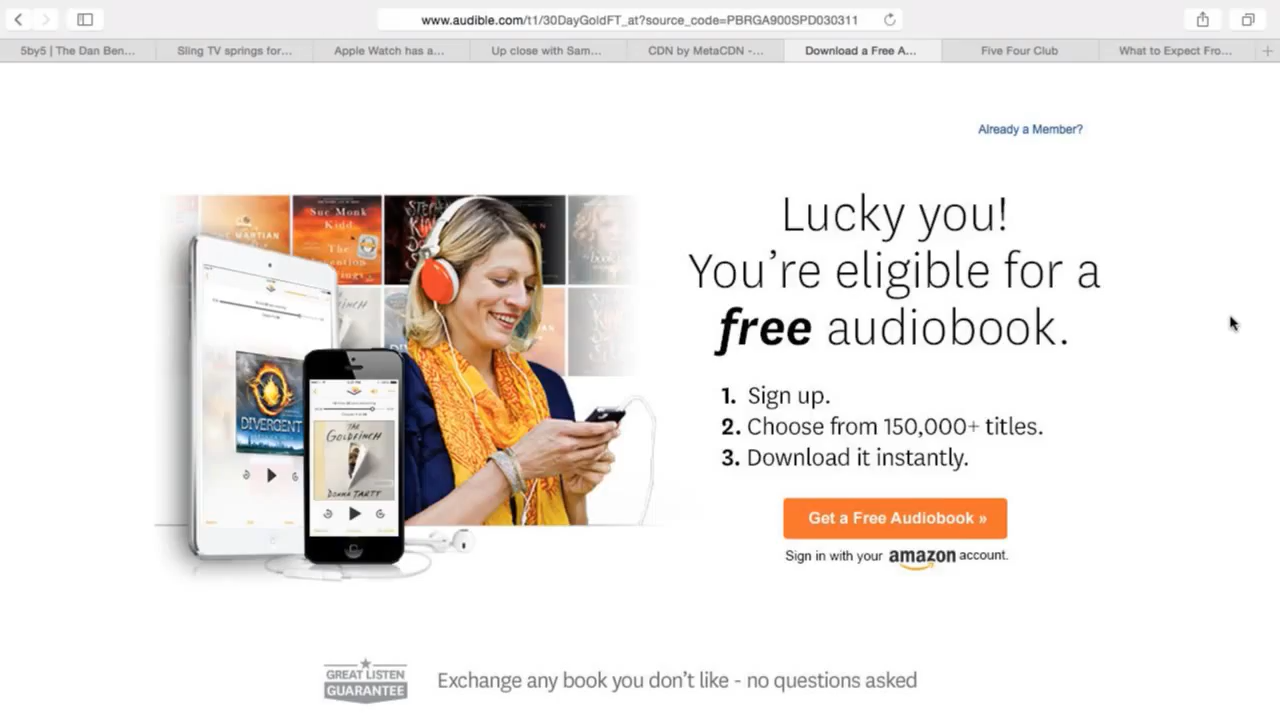 www.audible.com/t1/30DayGoldFT_at?source_code=PBRGA900SPD030311
5by5 | The Dan Ben...
Sling TV springs for...
Apple Watch has a...
Up close with Sam...
CDN by MetaCDN -...
Download a Free A...
Five Four Club
What to Expect Fro...
Already a Member?
Lucky you!
You're eligible for a
free audiobook.
1. Sign up.
2. Choose from 150,000+ titles.
3. Download it instantly.
Get a Free Audiobook »
Sign in with your amazon account.
Sue Monk
Kidd
The
DIVERGENT
THE
GOLDFINCH
DONNA TARTT
GREAT LISTEN
GUARANTEE
Exchange any book you don't like - no questions asked